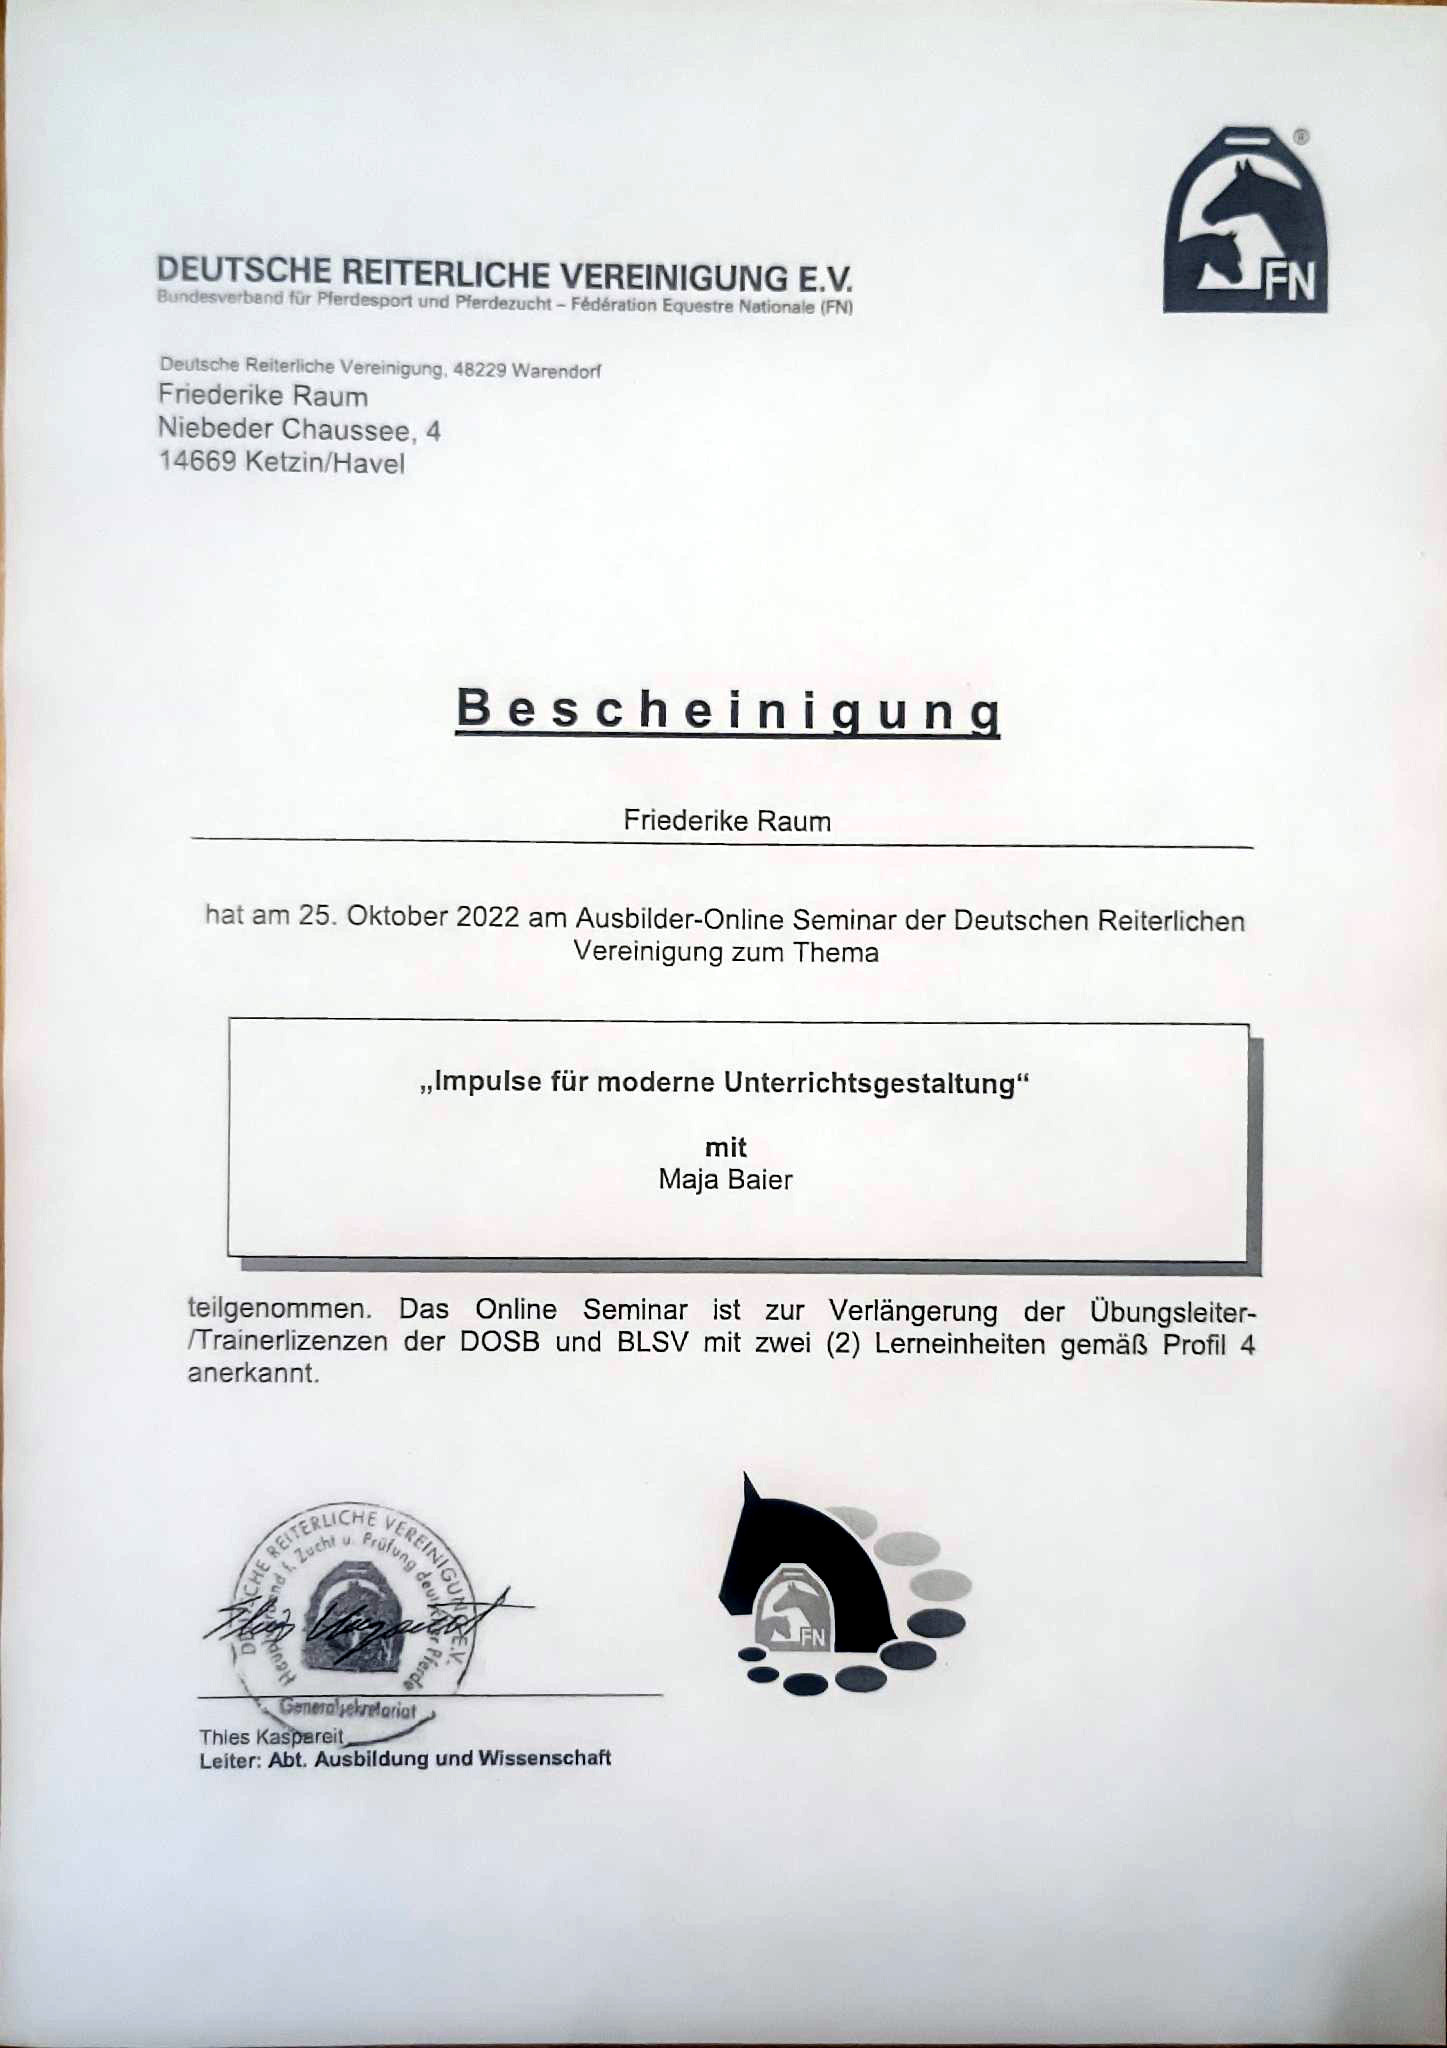 ®
FN
DEUTSCHE REITERLICHE VEREINIGUNG E.V.
Bundesverband für Pferdesport und Pferdezucht – Fédération Equestre Nationale (FN)
Deutsche Reiterliche Vereinigung, 48229 Warendorf
Friederike Raum
Niebeder Chaussee, 4
14669 Ketzin/Havel
Bescheinigung
Friederike Raum
hat am 25. Oktober 2022 am Ausbilder-Online Seminar der Deutschen Reiterlichen
Vereinigung zum Thema
„Impulse für moderne Unterrichtsgestaltung“
mit
Maja Baier
teilgenommen. Das Online Seminar ist zur Verlängerung der Übungsleiter-
/Trainerlizenzen der DOSB und BLSV mit zwei (2) Lerneinheiten gemäß Profil 4
anerkannt.
REITERLICHE VEREINIGUNG E.V.
Zucht u. Prüfung deutscher Pferde
Generalsekretariat
FN
Thies Kaspareit
Leiter: Abt. Ausbildung und Wissenschaft